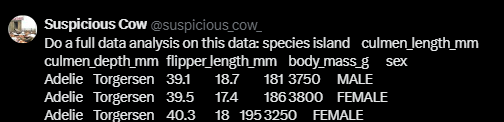 Suspicious Cow @suspicious_cow_
Do a full data analysis on this data: species island culmen_length_mm
culmen_depth_mm flipper_length_mm body_mass_g sex
Adelie Torgersen 39.1 18.7 181 3750 MALE
Adelie Torgersen 39.5 17.4 186 3800 FEMALE
Adelie Torgersen 40.3 18 195 3250 FEMALE